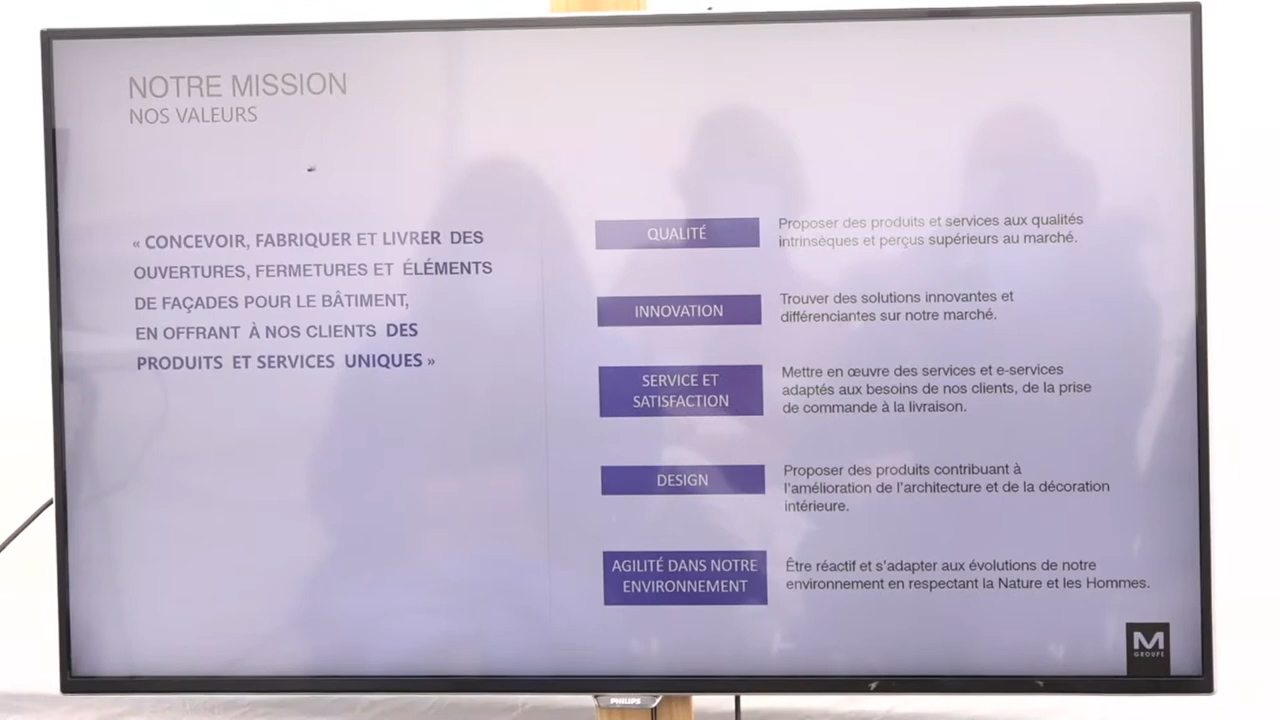 NOTRE MISSION
NOS VALEURS
« CONCEVOIR, FABRIQUER ET LIVRER DES
OUVERTURES, FERMETURES ET ÉLÉMENTS
DE FAÇADES POUR LE BÂTIMENT,
EN OFFRANT À NOS CLIENTS DES
PRODUITS ET SERVICES UNIQUES »
QUALITÉ
Proposer des produits et services aux qualités
intrinsèques et perçus supérieurs au marché.
INNOVATION
Trouver des solutions innovantes et
différenciantes sur notre marché.
SERVICE ET
SATISFACTION
Mettre en œuvre des services et e-services
adaptés aux besoins de nos clients, de la prise
de commande à la livraison.
DESIGN
Proposer des produits contribuant à
l'amélioration de l'architecture et de la décoration
intérieure.
AGILITÉ DANS NOTRE
ENVIRONNEMENT
Être réactif et s'adapter aux évolutions de notre
environnement en respectant la Nature et les Hommes.
M
GROUPE
PHILIPS